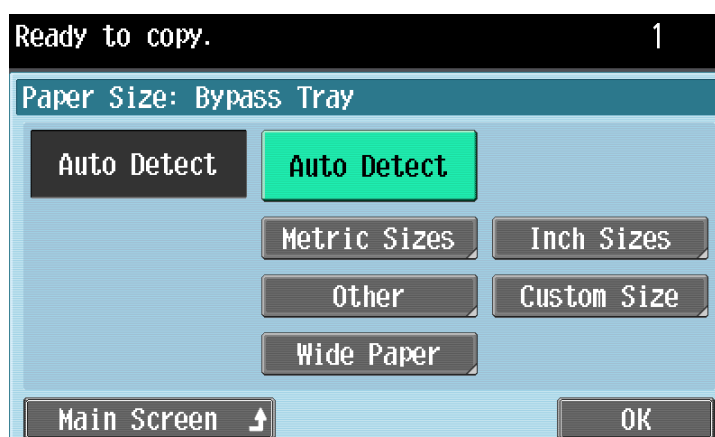 Ready to copy. 1
Paper Size: Bypass Tray
Auto Detect Auto Detect
Metric Sizes Inch Sizes
Other Custom Size
Wide Paper
Main Screen OK